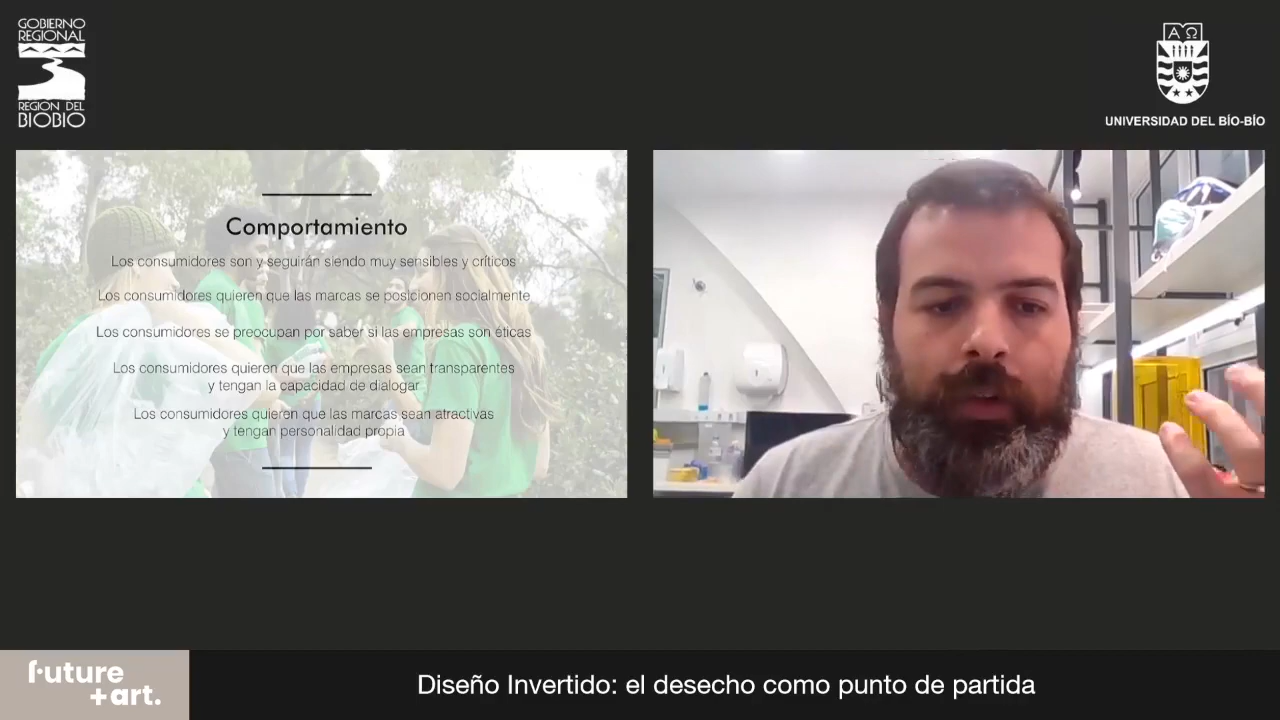 GOBIERNO
REGIONAL
REGIÓN DEL
BIOBIO
Α Ω
UNIVERSIDAD DEL BÍO-BÍO
Comportamiento
Los consumidores son y seguirán siendo muy sensibles y críticos
Los consumidores quieren que las marcas se posicionen socialmente
Los consumidores se preocupan por saber si las empresas son éticas
Los consumidores quieren que las empresas sean transparentes
y tengan la capacidad de dialogar
Los consumidores quieren que las marcas sean atractivas
y tengan personalidad propia
future
+art.
Diseño Invertido: el desecho como punto de partida